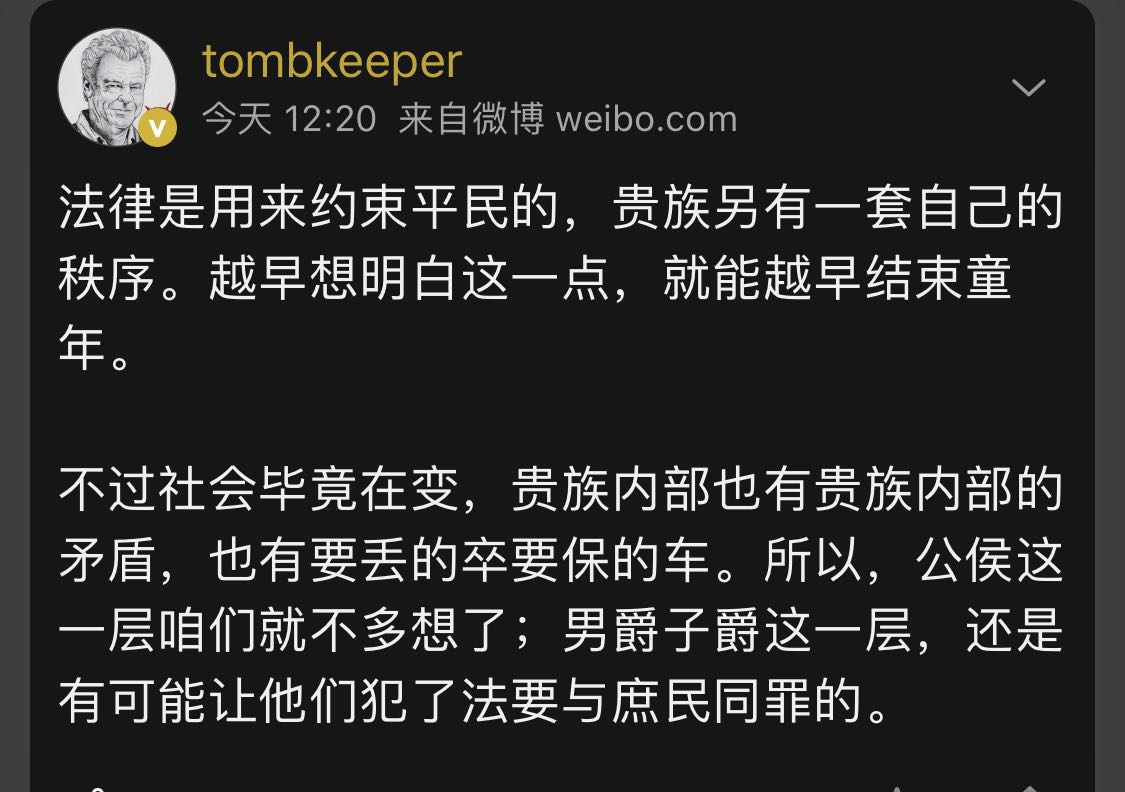 tombkeeper
今天 12:20 来自微博 weibo.com
法律是用来约束平民的，贵族另有一套自己的
秩序。越早想明白这一点，就能越早结束童
年。
不过社会毕竟在变，贵族内部也有贵族内部的
矛盾，也有要丢的卒要保的车。所以，公侯这
一层咱们就不多想了；男爵子爵这一层，还是
有可能让他们犯了法要与庶民同罪的。